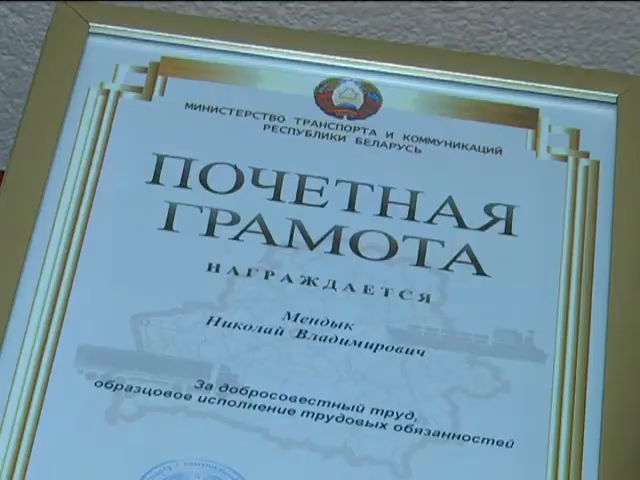 МИНИСТЕРСТВО ТРАНСПОРТА И КОММУНИКАЦИЙ
РЕСПУБЛИКИ БЕЛАРУСЬ
ПОЧЕТНАЯ
ГРАМОТА
НАГРАЖДАЕТСЯ
Мендык
Николай Владимирович
За добросовестный труд,
образцовое исполнение трудовых обязанностей